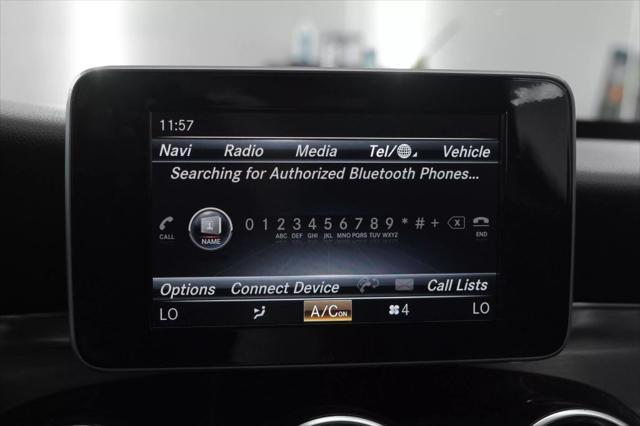 11:57
Navi Radio Media Tel/ Vehicle
Searching for Authorized Bluetooth Phones...
0 1 2 3 4 5 6 7 8 9 * # +
ABC DEF GHI JKL MNO PQRS TUV WXYZ
CALL NAME END
Options Connect Device Call Lists
LO A/C ON 4 LO